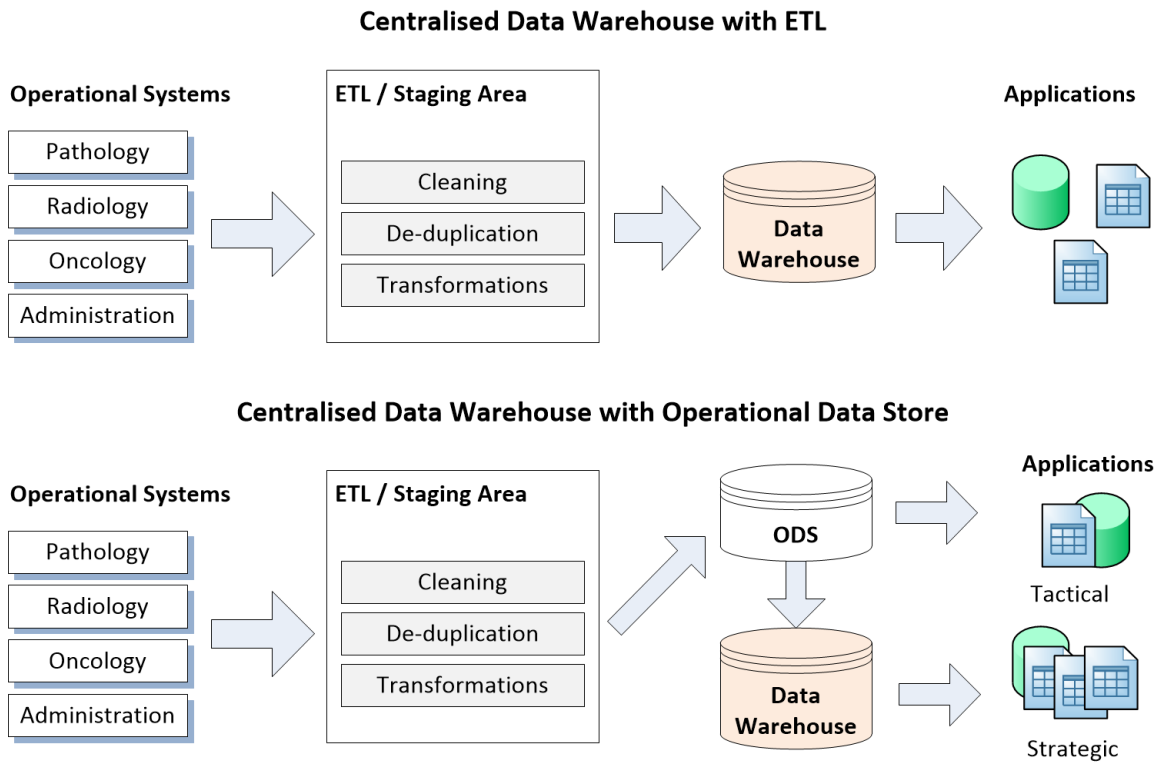 Centralised Data Warehouse with ETL
Operational Systems
Pathology
Radiology
Oncology
Administration
ETL / Staging Area
Cleaning
De-duplication
Transformations
Data
Warehouse
Applications
Centralised Data Warehouse with Operational Data Store
Operational Systems
Pathology
Radiology
Oncology
Administration
ETL / Staging Area
Cleaning
De-duplication
Transformations
ODS
Data
Warehouse
Applications
Tactical
Strategic